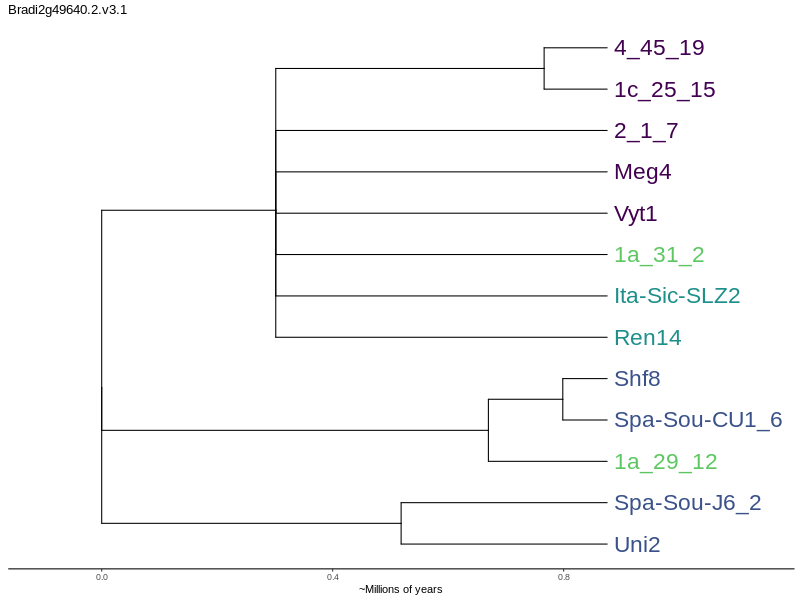 Bradi2g49640.2.v3.1
4_45_19
1c_25_15
2_1_7
Meg4
Vyt1
1a_31_2
Ita-Sic-SLZ2
Ren14
Shf8
Spa-Sou-CU1_6
1a_29_12
Spa-Sou-J6_2
Uni2
0.0 0.4 0.8
~Millions of years